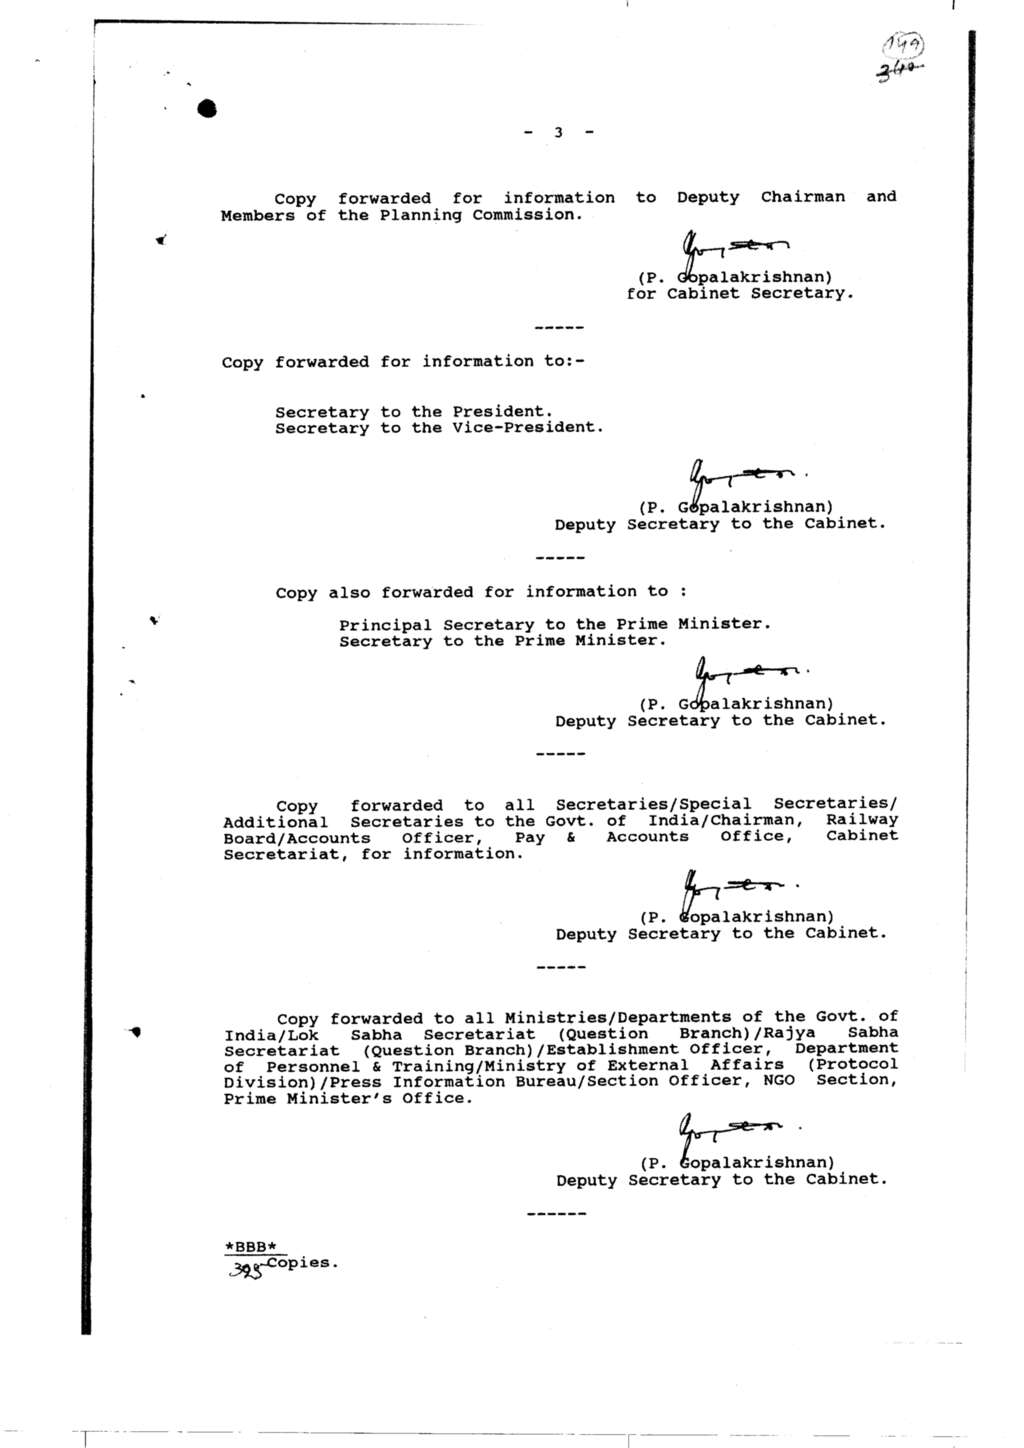 149
340
- 3 -
Copy forwarded for information to Deputy Chairman and
Members of the Planning Commission.
(P. Gopalakrishnan)
for Cabinet Secretary.
-----
Copy forwarded for information to:-
Secretary to the President.
Secretary to the Vice-President.
(P. Gopalakrishnan)
Deputy Secretary to the Cabinet.
-----
Copy also forwarded for information to :
Principal Secretary to the Prime Minister.
Secretary to the Prime Minister.
(P. Gopalakrishnan)
Deputy Secretary to the Cabinet.
-----
Copy forwarded to all Secretaries/Special Secretaries/
Additional Secretaries to the Govt. of India/Chairman, Railway
Board/Accounts Officer, Pay & Accounts Office, Cabinet
Secretariat, for information.
(P. Gopalakrishnan)
Deputy Secretary to the Cabinet.
-----
Copy forwarded to all Ministries/Departments of the Govt. of
India/Lok Sabha Secretariat (Question Branch)/Rajya Sabha
Secretariat (Question Branch)/Establishment Officer, Department
of Personnel & Training/Ministry of External Affairs (Protocol
Division)/Press Information Bureau/Section Officer, NGO Section,
Prime Minister's Office.
(P. Gopalakrishnan)
Deputy Secretary to the Cabinet.
------
*BBB*
395 Copies.